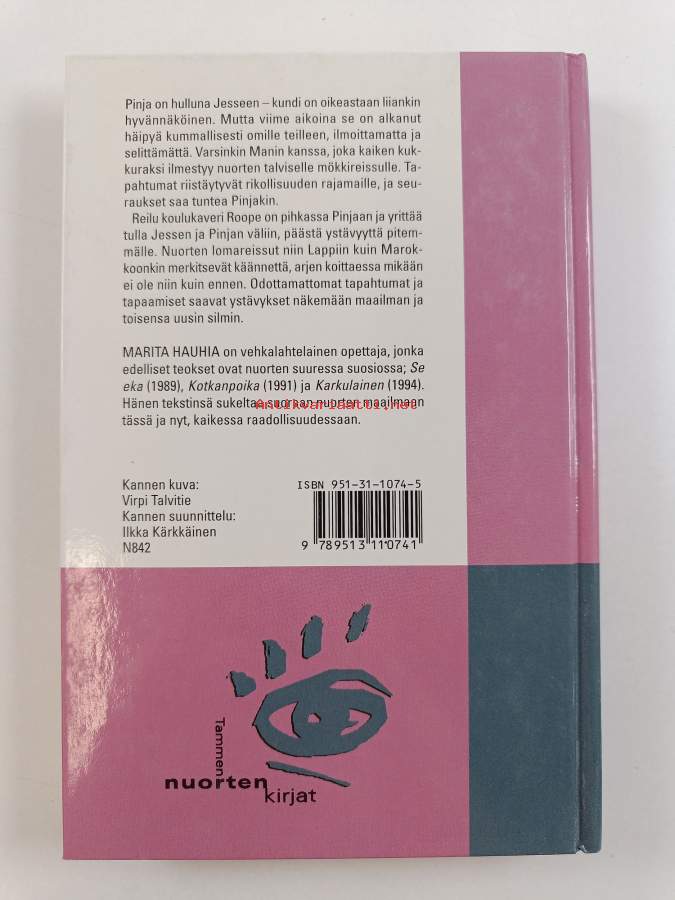 Pinja on hulluna Jesseen – kundi on oikeastaan liiankin
hyvännäköinen. Mutta viime aikoina se on alkanut
häipyä kummallisesti omille teilleen, ilmoittamatta ja
selittämättä. Varsinkin Manin kanssa, joka kaiken kuk-
kuraksi ilmestyy nuorten talviselle mökkireissulle. Ta-
pahtumat riistäytyvät rikollisuuden rajamaille, ja seu-
raukset saa tuntea Pinjakin.
Reilu koulukaveri Roope on pihkassa Pinjaan ja yrittää
tulla Jessen ja Pinjan väliin, päästä ystävyyttä pitem-
mälle. Nuorten lomareissut niin Lappiin kuin Marok-
koonkin merkitsevät käännettä, arjen koittaessa mikään
ei ole niin kuin ennen. Odottamattomat tapahtumat ja
tapaamiset saavat ystävykset näkemään maailman ja
toisensa uusin silmin.
MARITA HAUHIA on vehkalahtelainen opettaja, jonka
edelliset teokset ovat nuorten suuressa suosiossa; Se
eka (1989), Kotkanpoika (1991) ja Karkulainen (1994).
Hänen tekstinsä sukeltaa suoraan nuorten maailmaan
Antikvariaatti.net
tässä ja nyt, kaikessa raadollisuudessaan.
Kannen kuva:
Virpi Talvitie
Kannen suunnittelu:
Ilkka Kärkkäinen
N842
ISBN 951-31-1074-5
9 789513 110741
Tammen
nuorten
kirjat